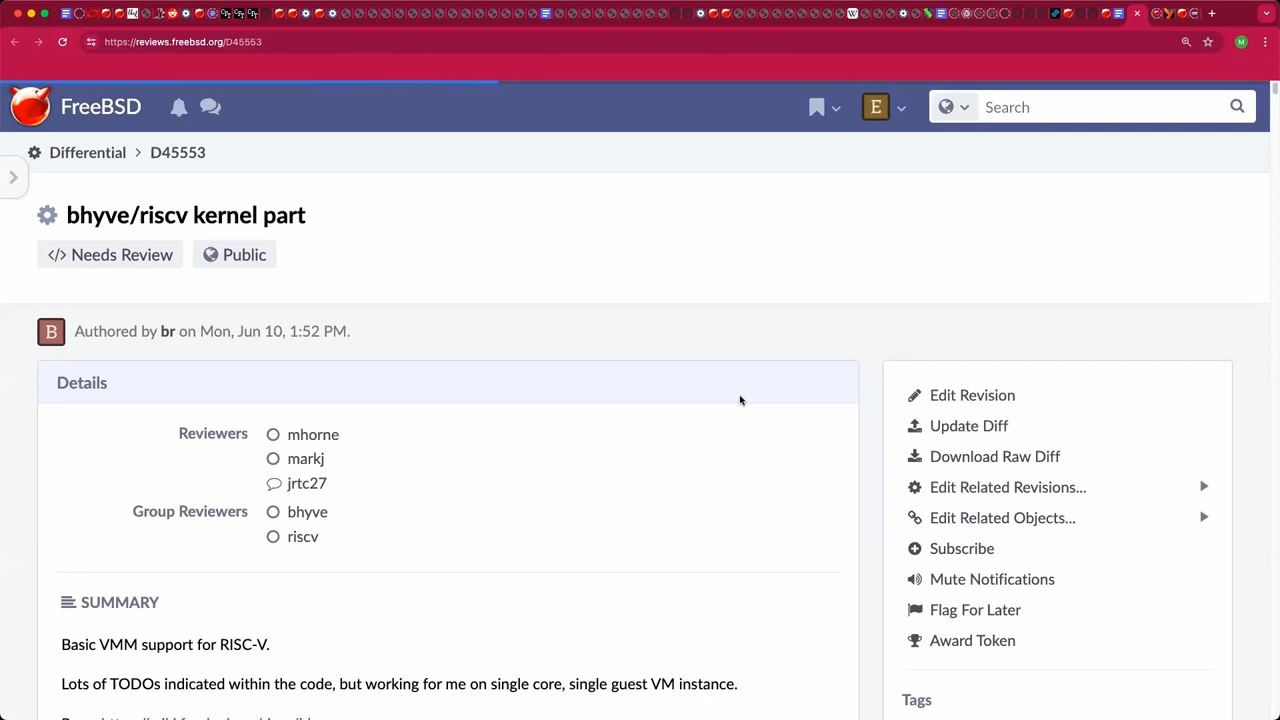 https://reviews.freebsd.org/D45553
M
FreeBSD
E
Search
Differential > D45553
bhyve/riscv kernel part
</> Needs Review
Public
B
Authored by br on Mon, Jun 10, 1:52 PM.
Details
Reviewers
mhorne
markj
jrtc27
Group Reviewers
bhyve
riscv
SUMMARY
Basic VMM support for RISC-V.
Lots of TODOs indicated within the code, but working for me on single core, single guest VM instance.
Edit Revision
Update Diff
Download Raw Diff
Edit Related Revisions...
Edit Related Objects...
Subscribe
Mute Notifications
Flag For Later
Award Token
Tags